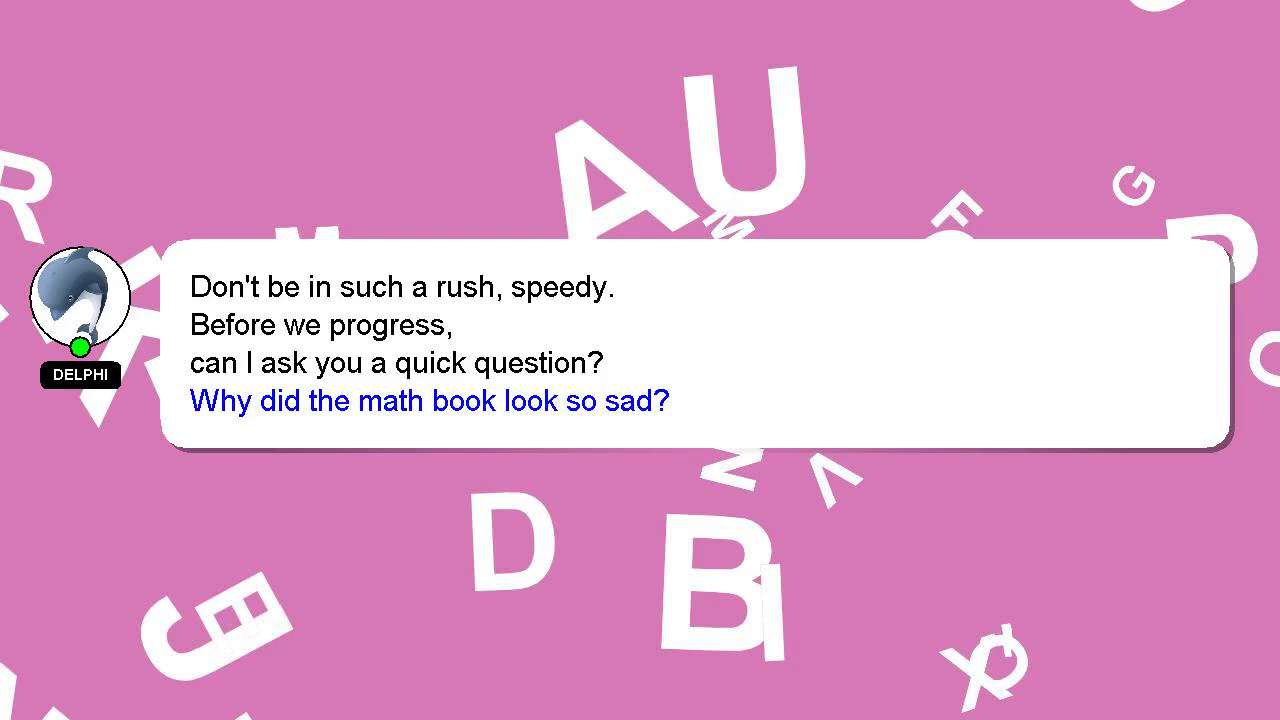 Don't be in such a rush, speedy.
Before we progress,
can I ask you a quick question?
Why did the math book look so sad?
DELPHI
A U
R
M
M
F
G
D
D
B
I
V
J
E
X